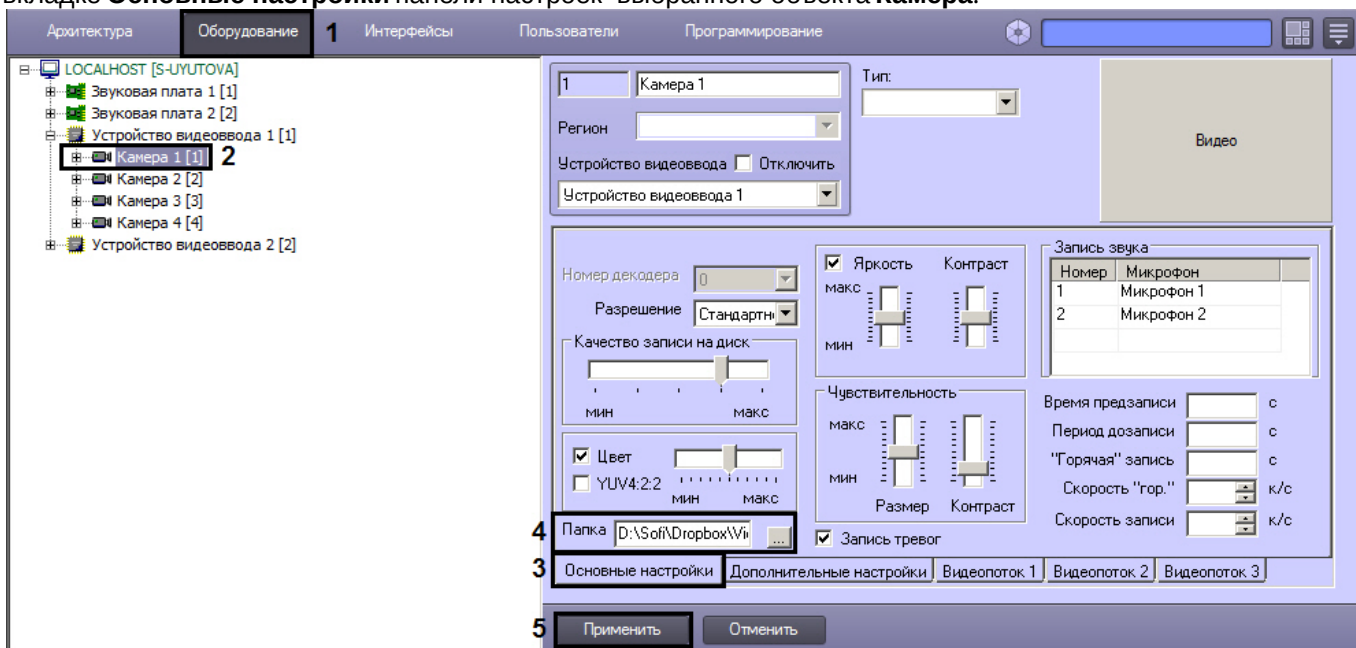 вкладке Основные настройки панели настроек выбранного объекта Камера.
Архитектура Оборудование 1 Интерфейсы Пользователи Программирование
LOCALHOST [S-UYUTOVA]
Звуковая плата 1 [1]
Звуковая плата 2 [2]
Устройство видеоввода 1 [1]
Камера 1 [1] 2
Камера 2 [2]
Камера 3 [3]
Камера 4 [4]
Устройство видеоввода 2 [2]
1 Камера 1
Тип:
Регион
Устройство видеоввода Отключить
Устройство видеоввода 1
Видео
Номер декодера 0
Разрешение Стандартн
Качество записи на диск
мин макс
Цвет
YUV4:2:2
мин макс
4 Папка D:\Sofi\Dropbox\Vi ...
Яркость Контраст
макс
мин
Чувствительность
макс
мин
Размер Контраст
Запись тревог
Запись звука
Номер Микрофон
1 Микрофон 1
2 Микрофон 2
Время предзаписи с
Период дозаписи с
"Горячая" запись с
Скорость "гор." к/с
Скорость записи к/с
3 Основные настройки Дополнительные настройки Видеопоток 1 Видеопоток 2 Видеопоток 3
5 Применить Отменить